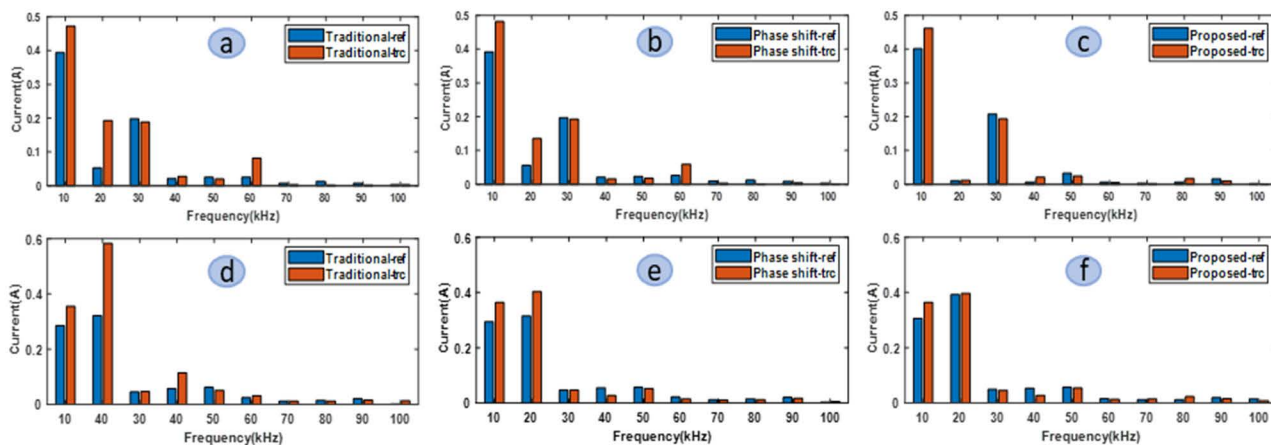 a
Traditional-ref
Traditional-trc
0.5
0.4
0.3
0.2
0.1
0
Current(A)
10 20 30 40 50 60 70 80 90 100
Frequency(kHz)
b
Phase shift-ref
Phase shift-trc
0.5
0.4
0.3
0.2
0.1
0
Current(A)
10 20 30 40 50 60 70 80 90 100
Frequency(kHz)
c
Proposed-ref
Proposed-trc
0.5
0.4
0.3
0.2
0.1
0
Current(A)
10 20 30 40 50 60 70 80 90 100
Frequency(kHz)
d
Traditional-ref
Traditional-trc
0.6
0.4
0.2
0
Current(A)
10 40 30 40 50 60 70 80 90 100
Frequency(kHz)
e
Phase shift-ref
Phase shift-trc
0.6
0.4
0.2
0
Current(A)
10 20 30 40 50 60 70 80 90 100
Frequency(kHz)
f
Proposed-ref
Proposed-trc
0.6
0.4
0.2
0
Current(A)
10 20 30 40 50 60 70 80 90 100
Frequency(kHz)